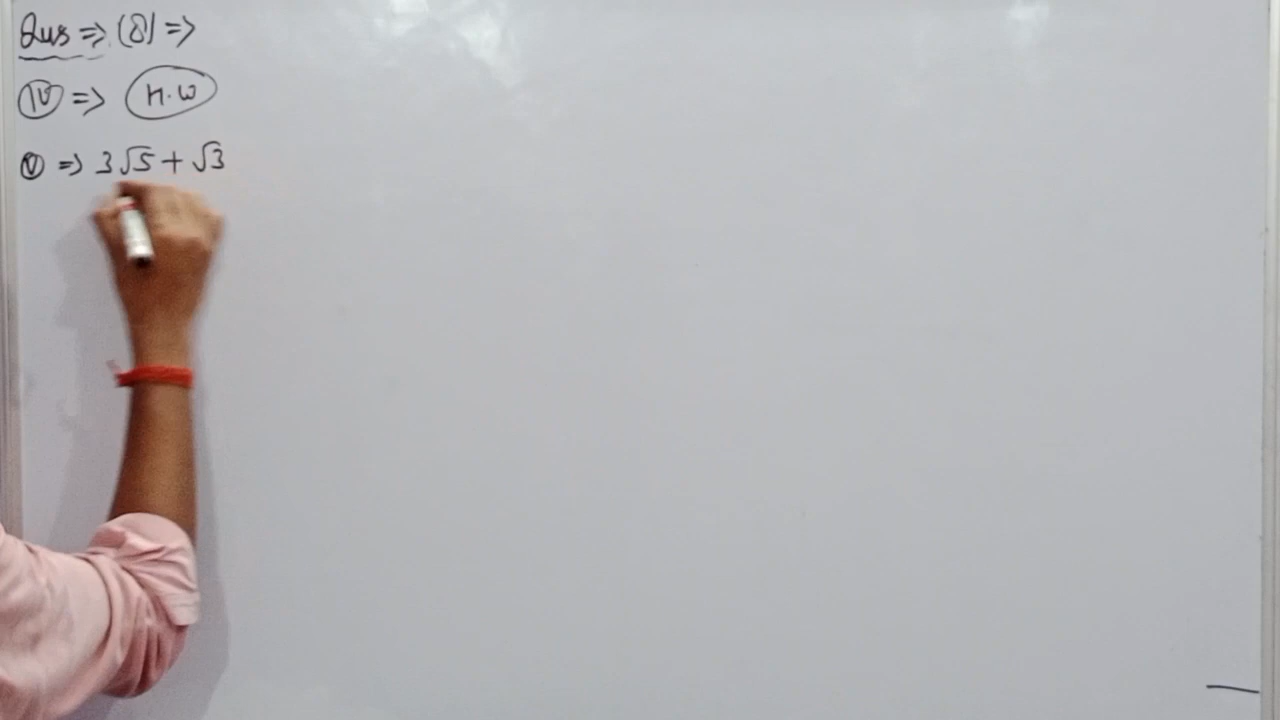 Qus => (8) =>
(IV) => H.W
(V) => 3√5 + √3